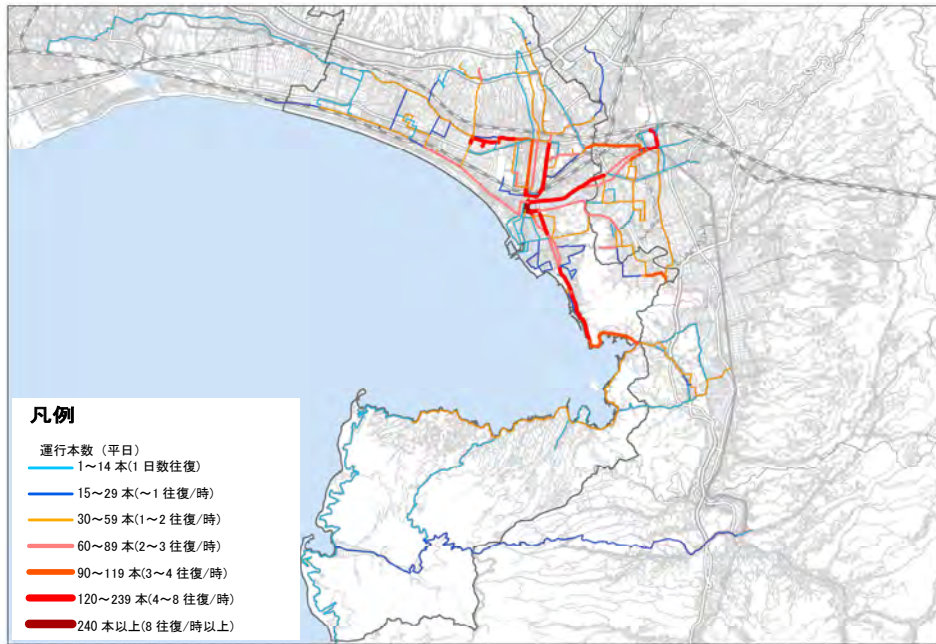 凡例
運行本数（平日）
1～14 本(1 日数往復)
15～29 本(～1 往復/時)
30～59 本(1～2 往復/時)
60～89 本(2～3 往復/時)
90～119 本(3～4 往復/時)
120～239 本(4～8 往復/時)
240 本以上(8 往復/時以上)